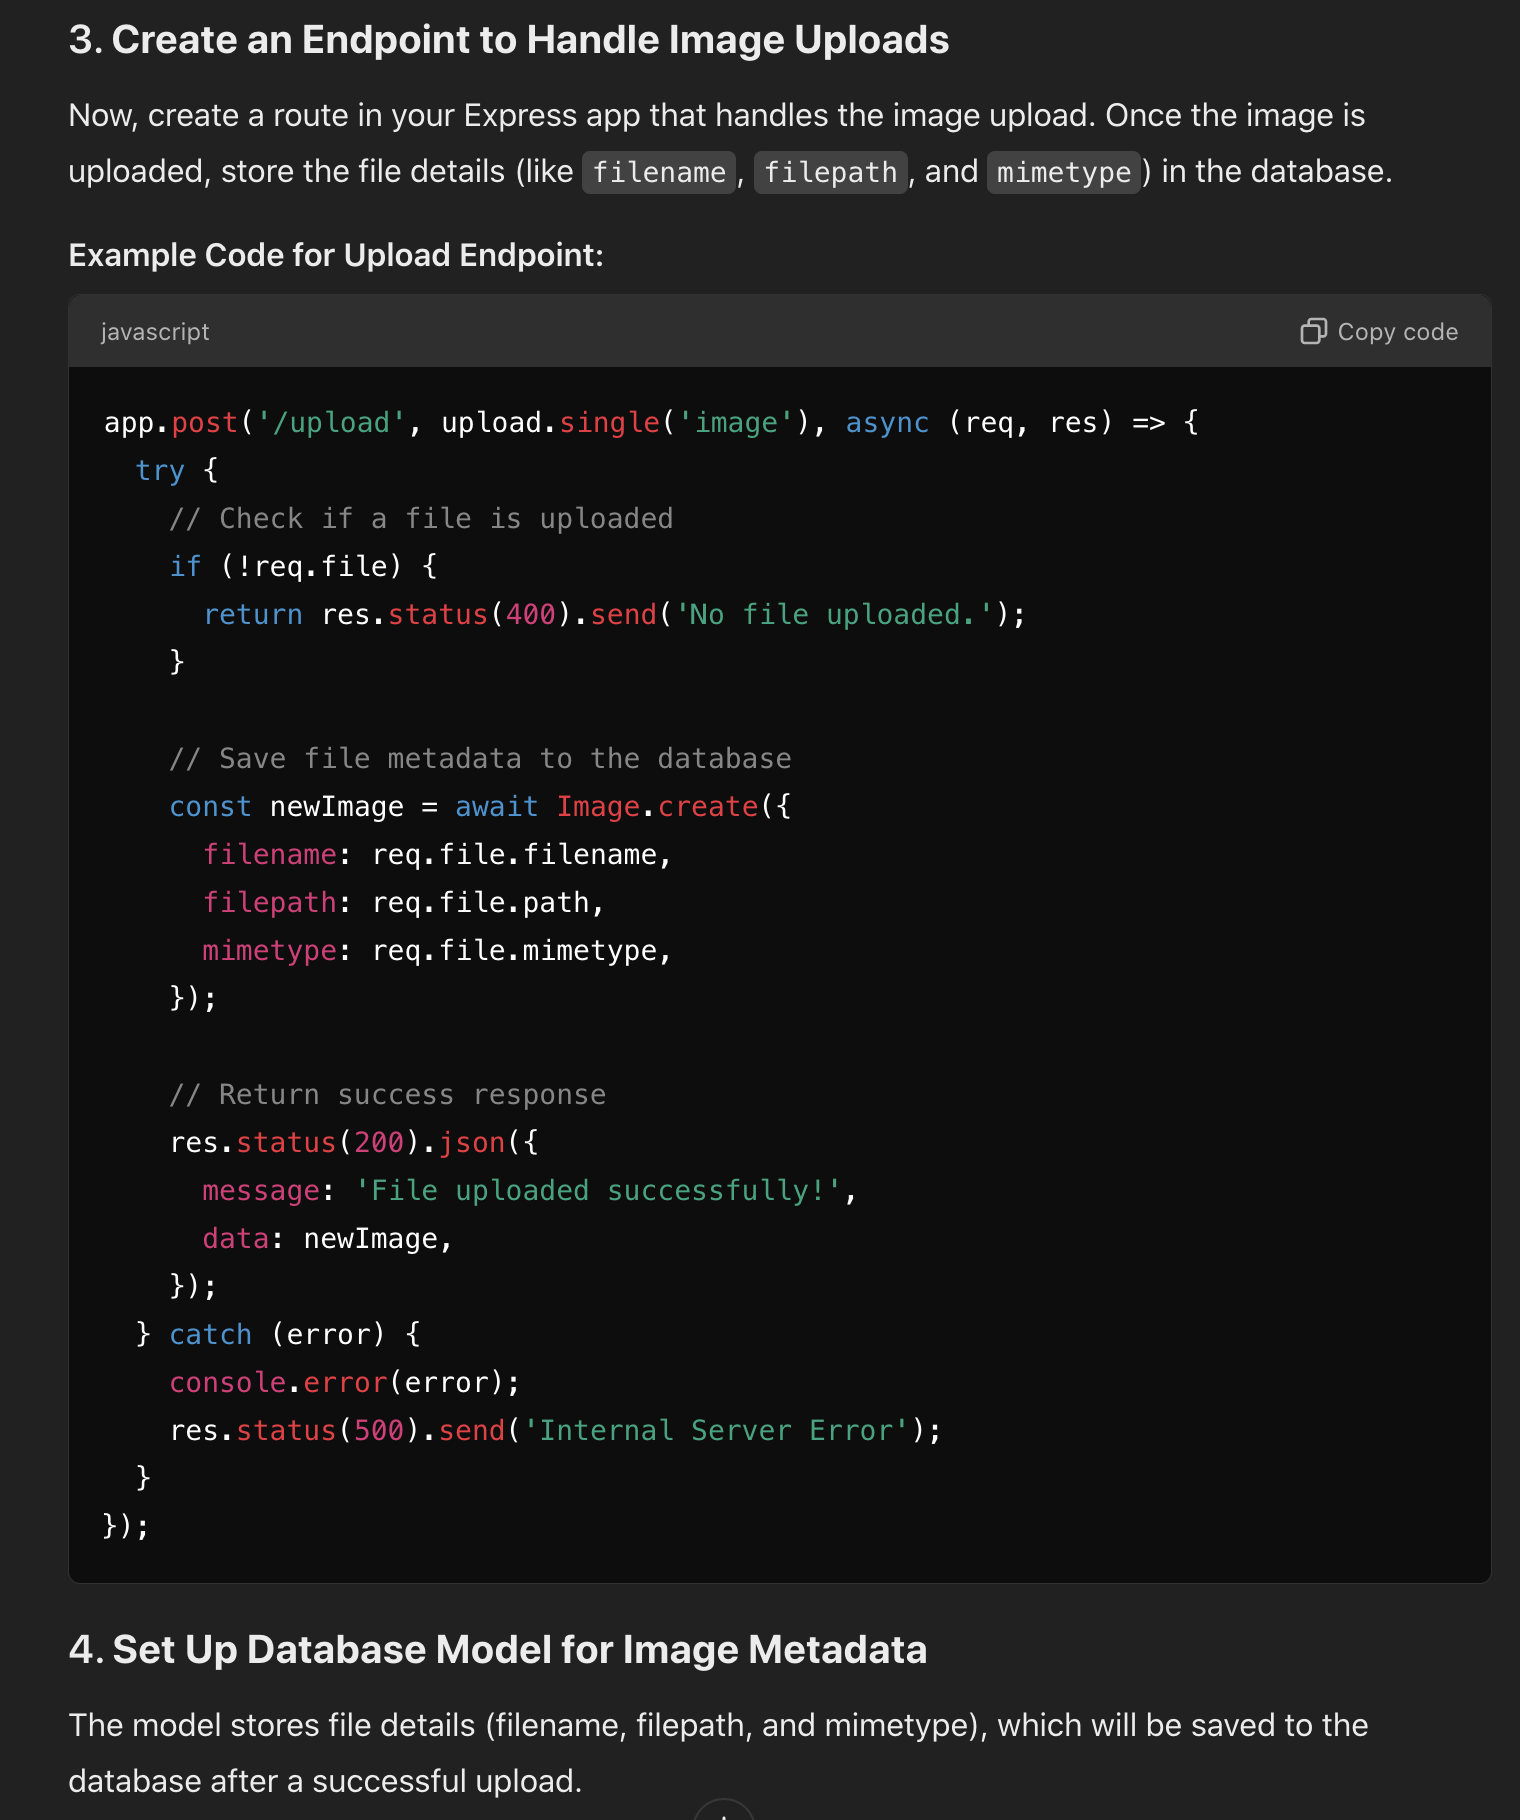 3. Create an Endpoint to Handle Image Uploads
Now, create a route in your Express app that handles the image upload. Once the image is
uploaded, store the file details (like filename, filepath, and mimetype) in the database.
Example Code for Upload Endpoint:
javascript
Copy code
app.post('/upload', upload.single('image'), async (req, res) => {
  try {
    // Check if a file is uploaded
    if (!req.file) {
      return res.status(400).send('No file uploaded.');
    }

    // Save file metadata to the database
    const newImage = await Image.create({
      filename: req.file.filename,
      filepath: req.file.path,
      mimetype: req.file.mimetype,
    });

    // Return success response
    res.status(200).json({
      message: 'File uploaded successfully!',
      data: newImage,
    });
  } catch (error) {
    console.error(error);
    res.status(500).send('Internal Server Error');
  }
});
4. Set Up Database Model for Image Metadata
The model stores file details (filename, filepath, and mimetype), which will be saved to the
database after a successful upload.